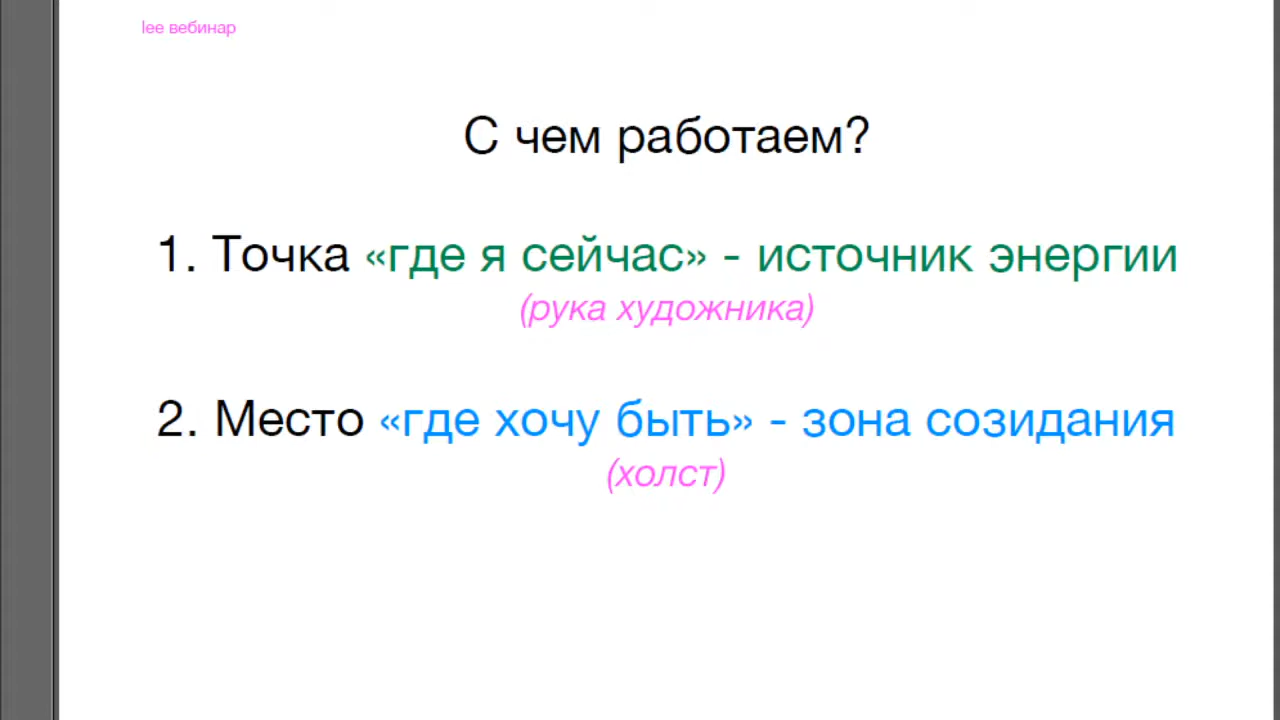 lee вебинар
С чем работаем?
1. Точка «где я сейчас» - источник энергии
(рука художника)
2. Место «где хочу быть» - зона созидания
(холст)